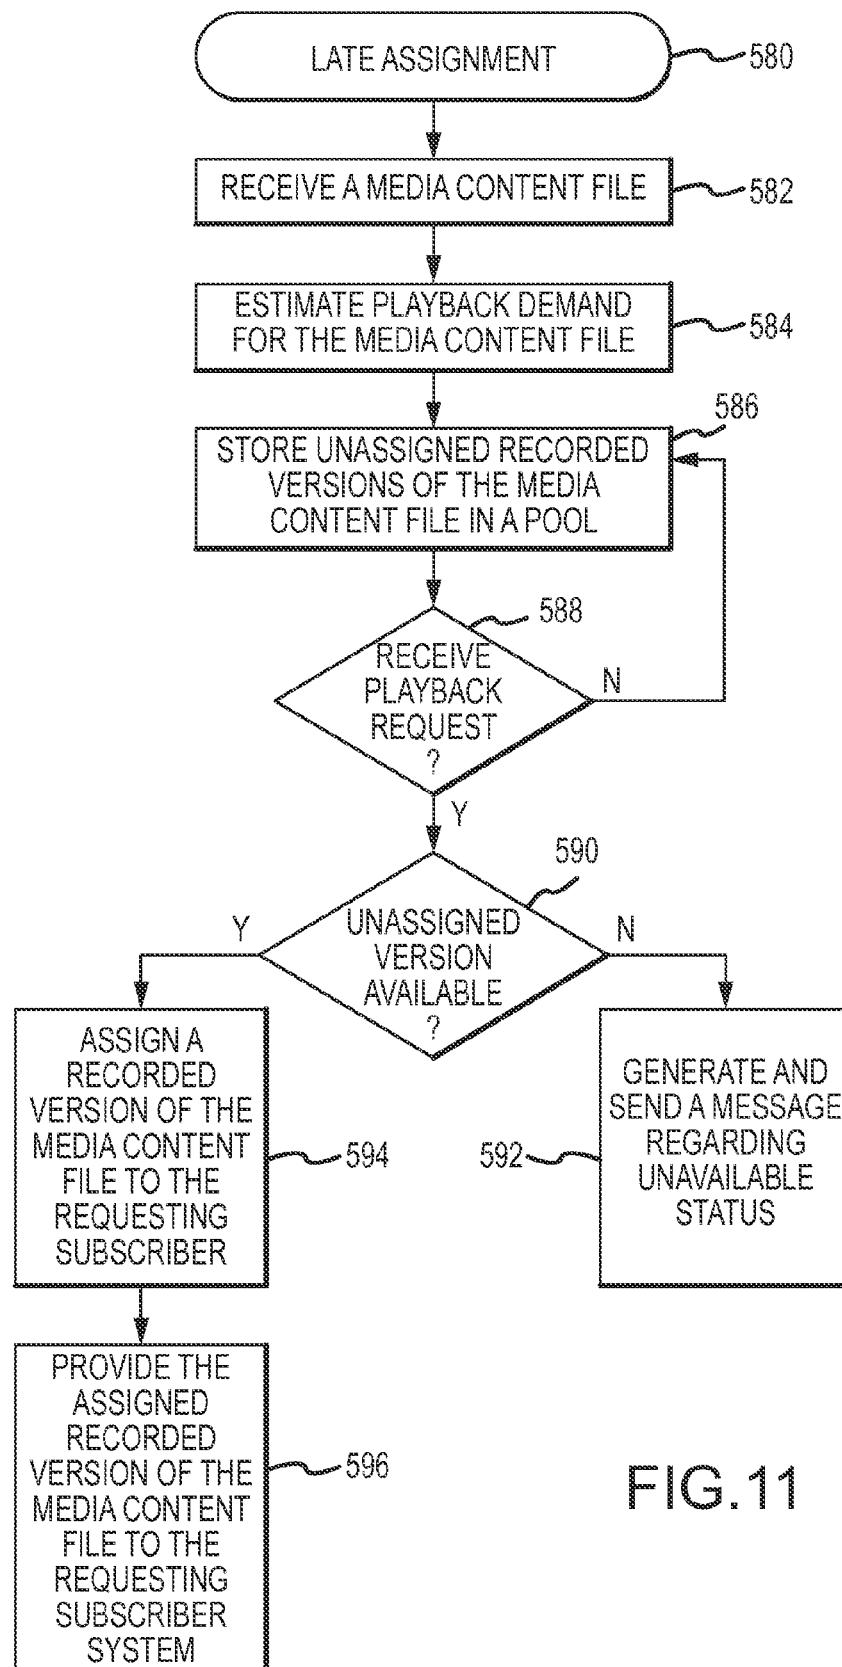 LATE ASSIGNMENT
580
RECEIVE A MEDIA CONTENT FILE
582
ESTIMATE PLAYBACK DEMAND
FOR THE MEDIA CONTENT FILE
584
586
STORE UNASSIGNED RECORDED
VERSIONS OF THE MEDIA
CONTENT FILE IN A POOL
588
RECEIVE
PLAYBACK
REQUEST
?
N
Y
590
UNASSIGNED
VERSION
AVAILABLE
?
Y
N
ASSIGN A
RECORDED
VERSION OF THE
MEDIA CONTENT
FILE TO THE
REQUESTING
SUBSCRIBER
594
592
GENERATE AND
SEND A MESSAGE
REGARDING
UNAVAILABLE
STATUS
PROVIDE THE
ASSIGNED
RECORDED
VERSION OF THE
MEDIA CONTENT
FILE TO THE
REQUESTING
SUBSCRIBER
SYSTEM
596
FIG.11